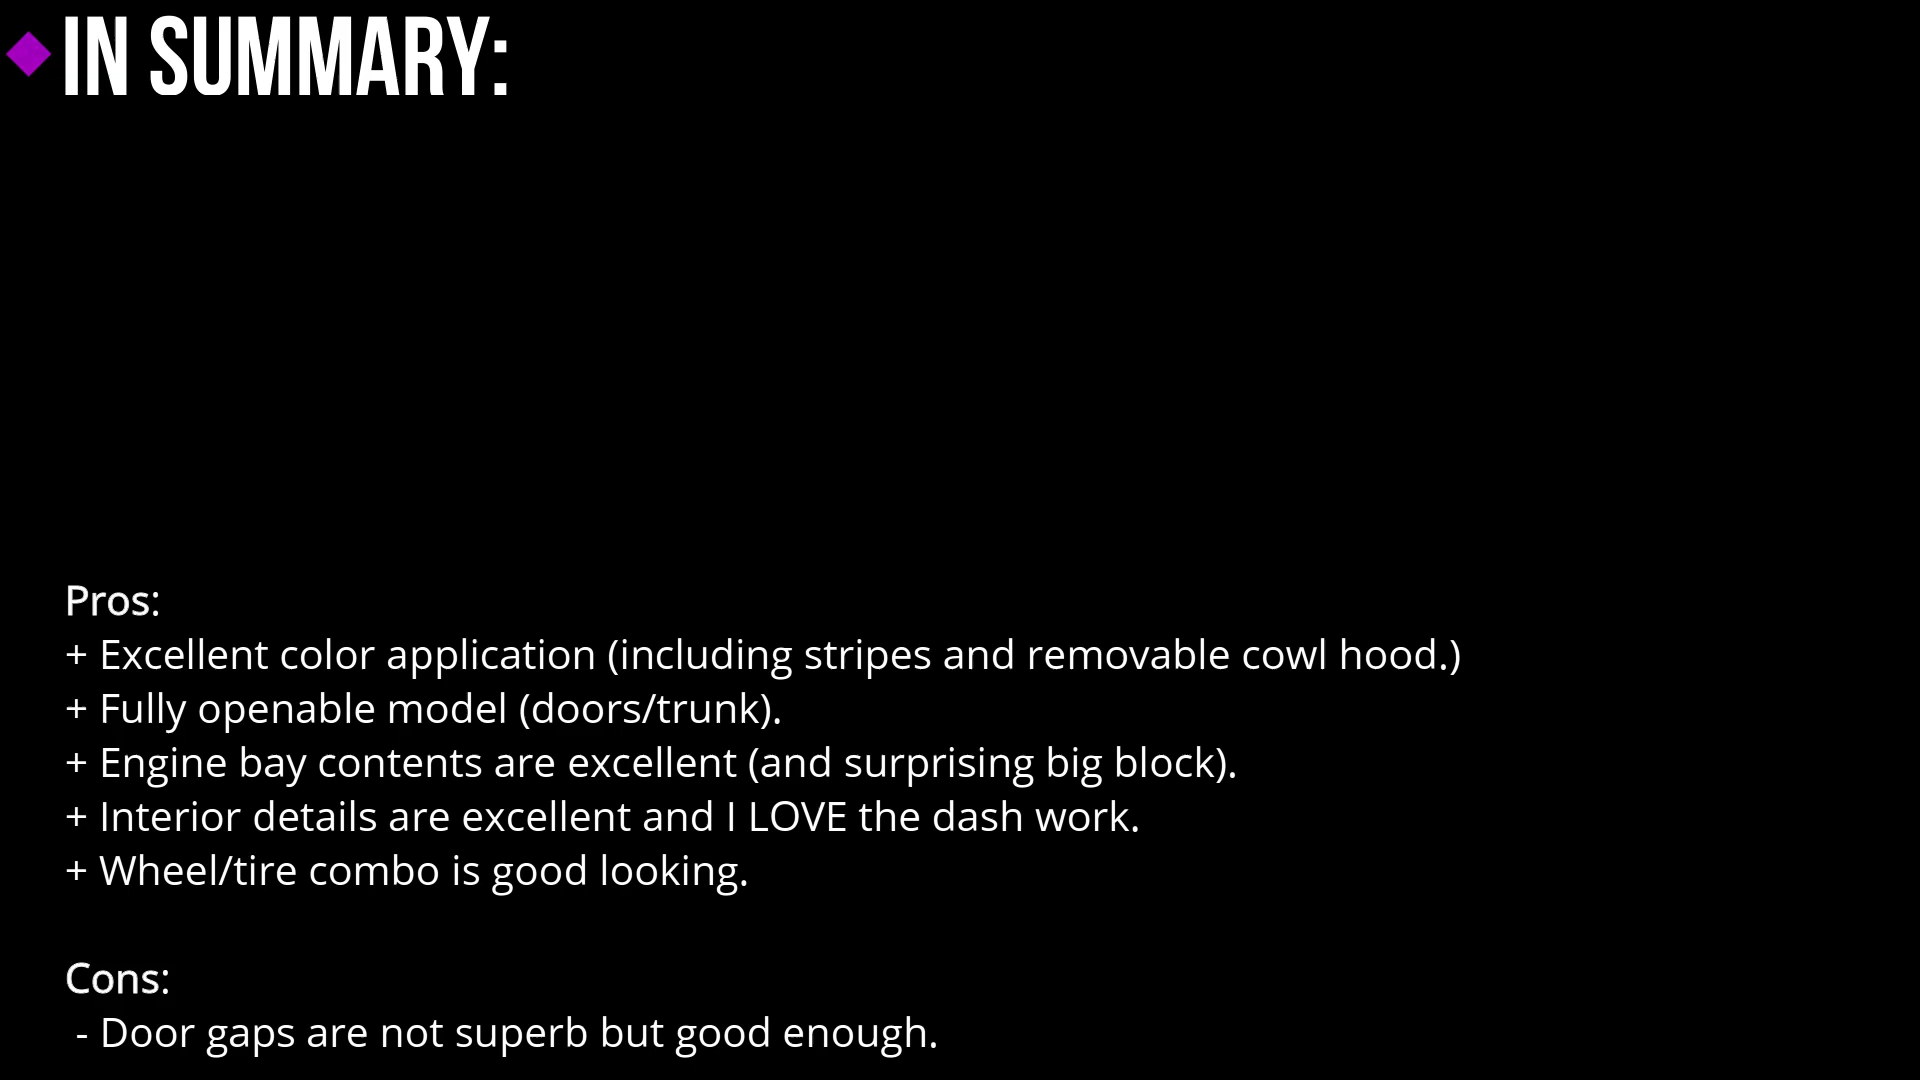 IN SUMMARY:
Pros:
+ Excellent color application (including stripes and removable cowl hood.)
+ Fully openable model (doors/trunk).
+ Engine bay contents are excellent (and surprising big block).
+ Interior details are excellent and I LOVE the dash work.
+ Wheel/tire combo is good looking.
Cons:
- Door gaps are not superb but good enough.